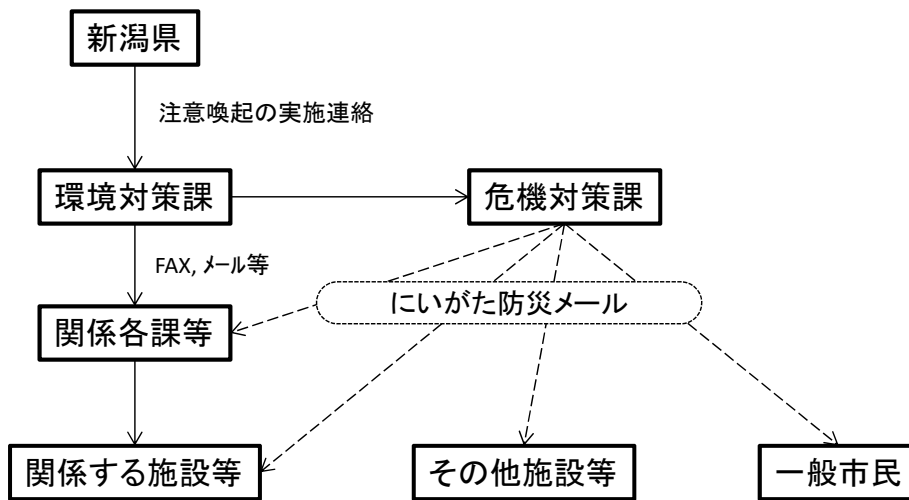 新潟県
注意喚起の実施連絡
環境対策課
危機対策課
FAX, メール等
にいがた防災メール
関係各課等
関係する施設等
その他施設等
一般市民